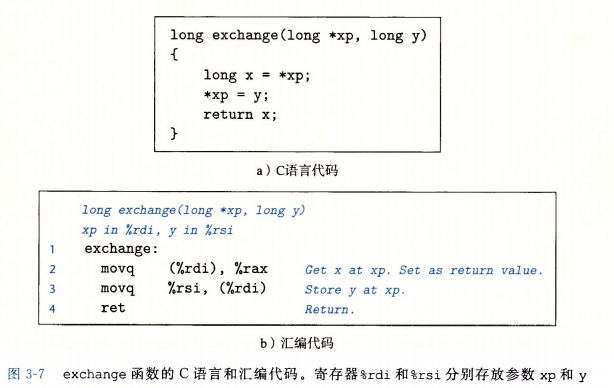 long exchange(long *xp, long y)
{
    long x = *xp;
    *xp = y;
    return x;
}
a）C语言代码
long exchange(long *xp, long y)
xp in %rdi, y in %rsi
1 exchange:
2 movq (%rdi), %rax Get x at xp. Set as return value.
3 movq %rsi, (%rdi) Store y at xp.
4 ret Return.
b）汇编代码
图 3-7 exchange 函数的 C 语言和汇编代码。寄存器%rdi 和%rsi 分别存放参数 xp 和 y